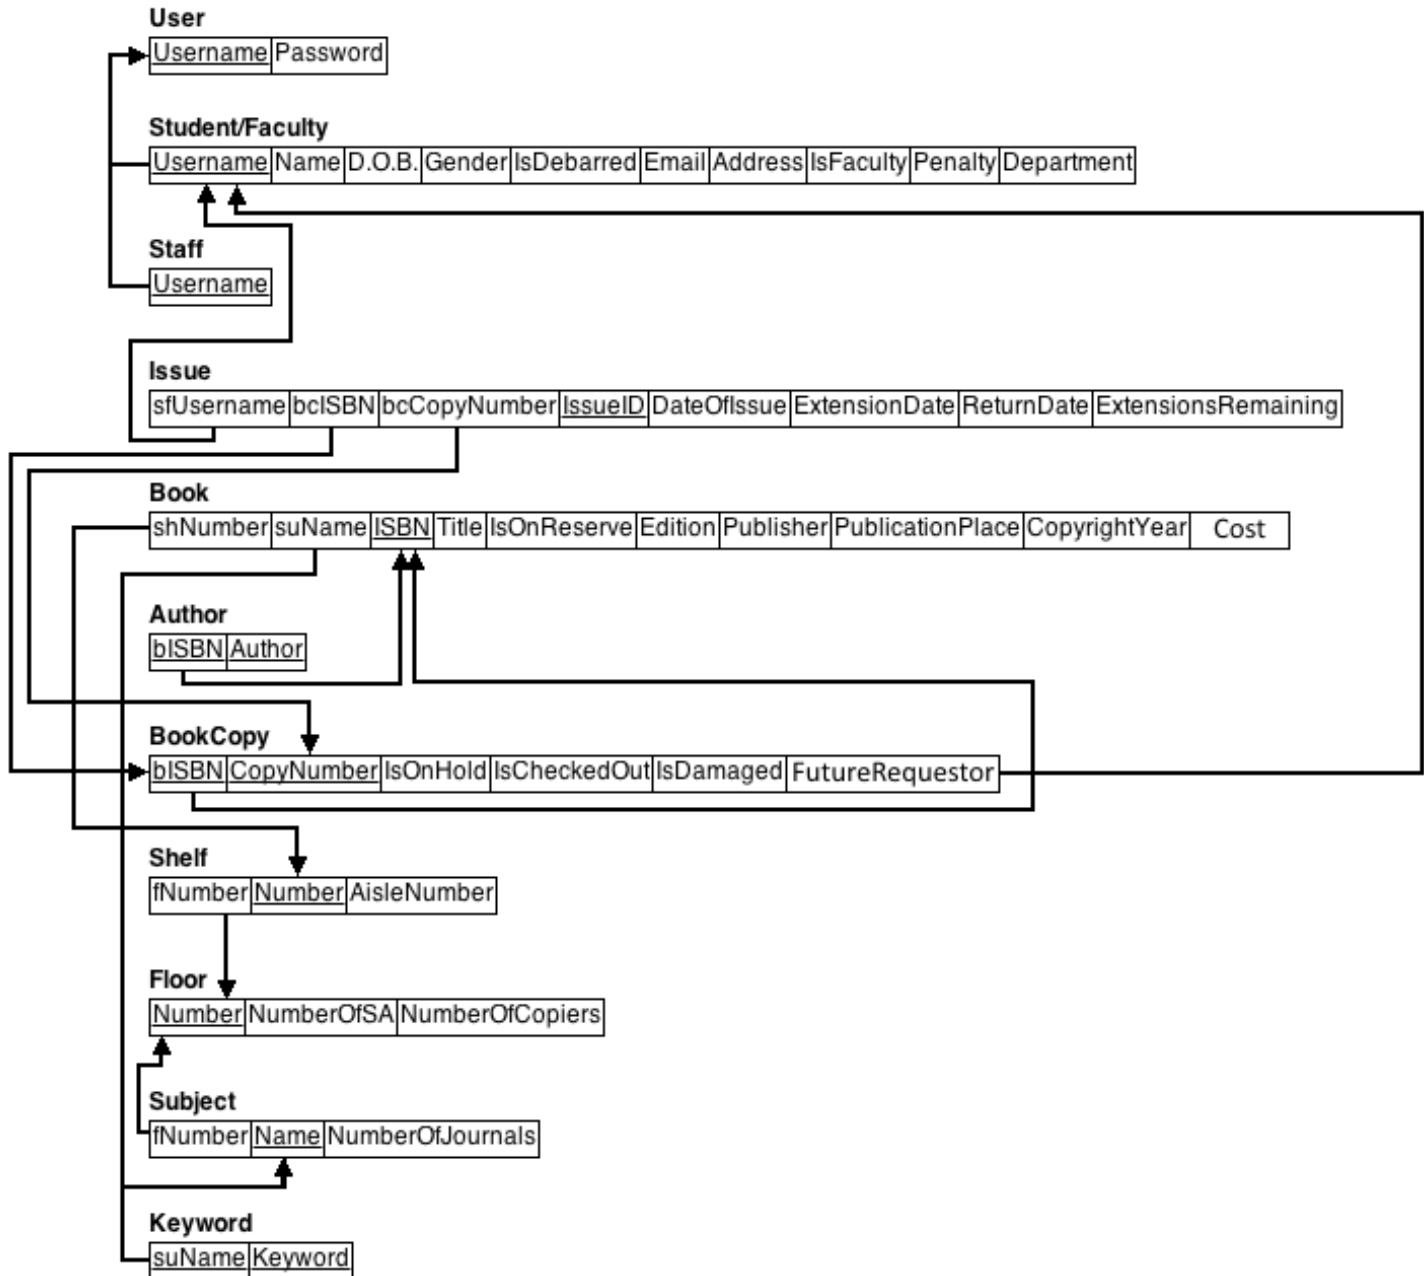 User
Username Password
Student/Faculty
Username Name D.O.B. Gender IsDebarred Email Address IsFaculty Penalty Department
Staff
Username
Issue
sfUsername bcISBN bcCopyNumber IssueID DateOfIssue ExtensionDate ReturnDate ExtensionsRemaining
Book
shNumber suName ISBN Title IsOnReserve Edition Publisher PublicationPlace CopyrightYear Cost
Author
bISBN Author
BookCopy
bISBN CopyNumber IsOnHold IsCheckedOut IsDamaged FutureRequestor
Shelf
fNumber Number AisleNumber
Floor
Number NumberOfSA NumberOfCopiers
Subject
fNumber Name NumberOfJournals
Keyword
suName Keyword